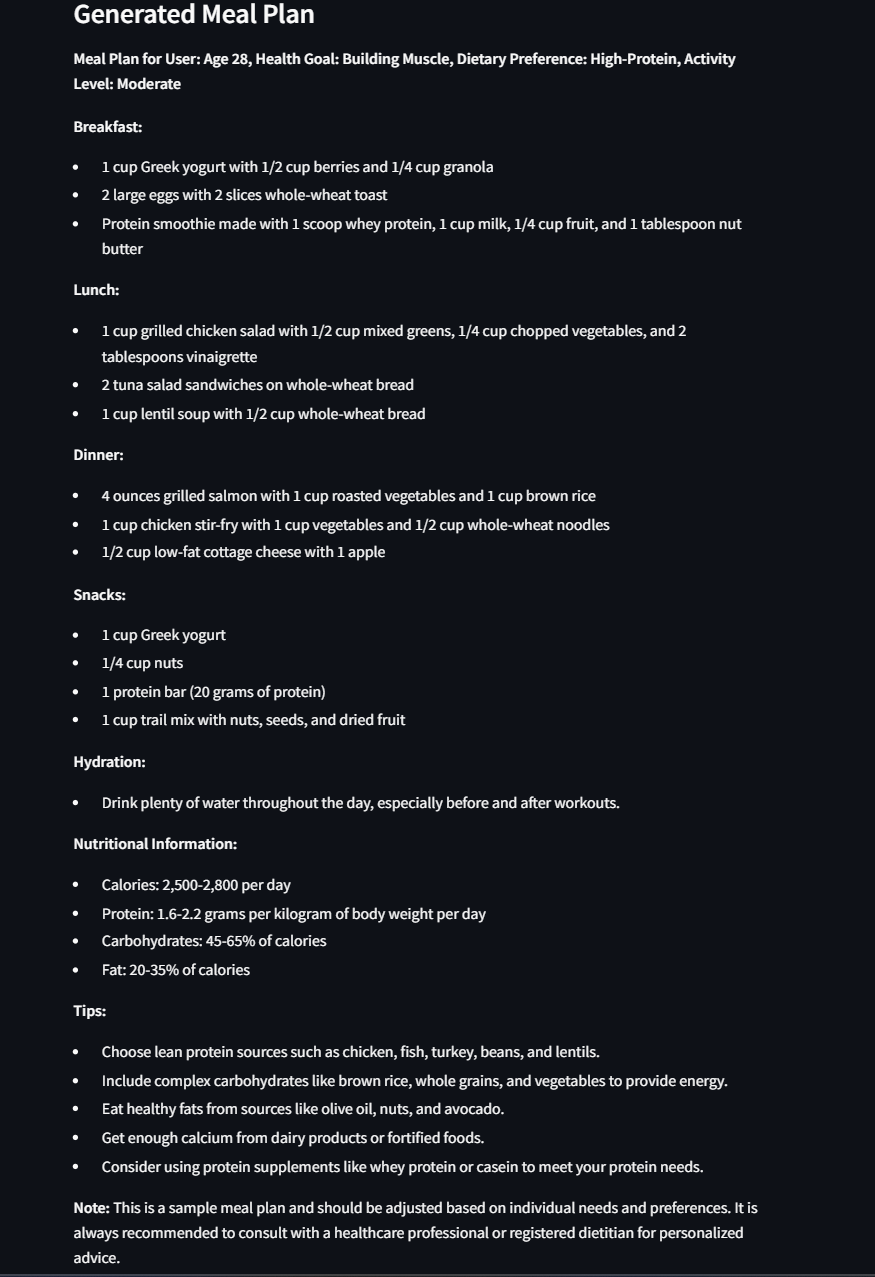 Generated Meal Plan
Meal Plan for User: Age 28, Health Goal: Building Muscle, Dietary Preference: High-Protein, Activity
Level: Moderate
Breakfast:
• 1 cup Greek yogurt with 1/2 cup berries and 1/4 cup granola
• 2 large eggs with 2 slices whole-wheat toast
• Protein smoothie made with 1 scoop whey protein, 1 cup milk, 1/4 cup fruit, and 1 tablespoon nut
butter
Lunch:
• 1 cup grilled chicken salad with 1/2 cup mixed greens, 1/4 cup chopped vegetables, and 2
tablespoons vinaigrette
• 2 tuna salad sandwiches on whole-wheat bread
• 1 cup lentil soup with 1/2 cup whole-wheat bread
Dinner:
• 4 ounces grilled salmon with 1 cup roasted vegetables and 1 cup brown rice
• 1 cup chicken stir-fry with 1 cup vegetables and 1/2 cup whole-wheat noodles
• 1/2 cup low-fat cottage cheese with 1 apple
Snacks:
• 1 cup Greek yogurt
• 1/4 cup nuts
• 1 protein bar (20 grams of protein)
• 1 cup trail mix with nuts, seeds, and dried fruit
Hydration:
• Drink plenty of water throughout the day, especially before and after workouts.
Nutritional Information:
• Calories: 2,500-2,800 per day
• Protein: 1.6-2.2 grams per kilogram of body weight per day
• Carbohydrates: 45-65% of calories
• Fat: 20-35% of calories
Tips:
• Choose lean protein sources such as chicken, fish, turkey, beans, and lentils.
• Include complex carbohydrates like brown rice, whole grains, and vegetables to provide energy.
• Eat healthy fats from sources like olive oil, nuts, and avocado.
• Get enough calcium from dairy products or fortified foods.
• Consider using protein supplements like whey protein or casein to meet your protein needs.
Note: This is a sample meal plan and should be adjusted based on individual needs and preferences. It is
always recommended to consult with a healthcare professional or registered dietitian for personalized
advice.